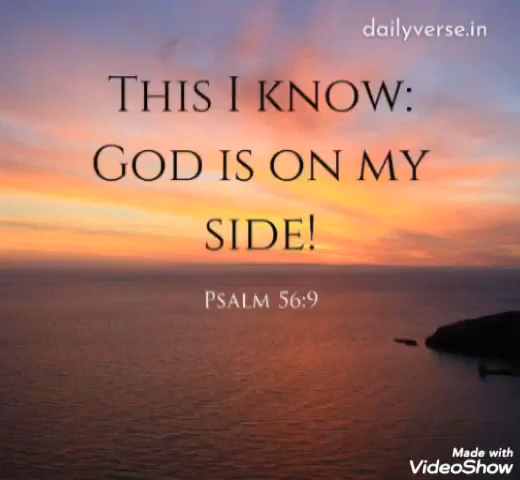 dailyverse.in
This I know:
God is on my
side!
Psalm 56:9
Made with
VideoShow